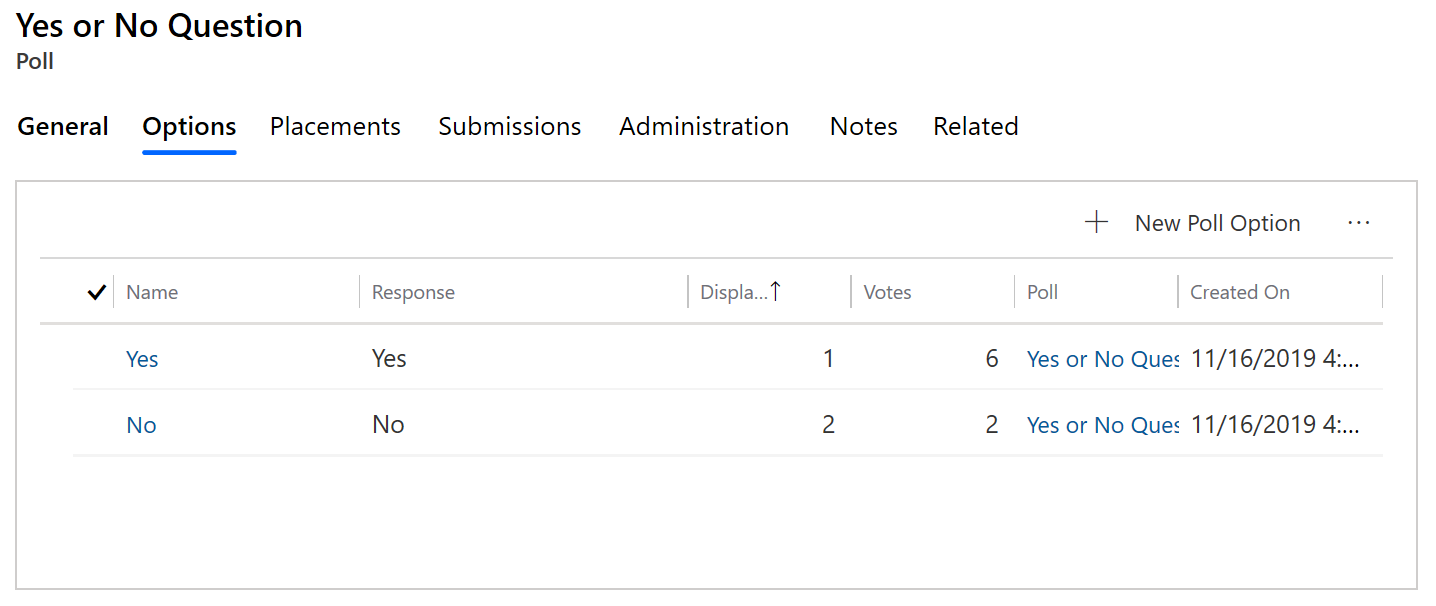 Yes or No Question
Poll
General Options Placements Submissions Administration Notes Related
New Poll Option ...
Name Response Displa...↑ Votes Poll Created On
Yes Yes 1 6 Yes or No Ques 11/16/2019 4:...
No No 2 2 Yes or No Ques 11/16/2019 4:...